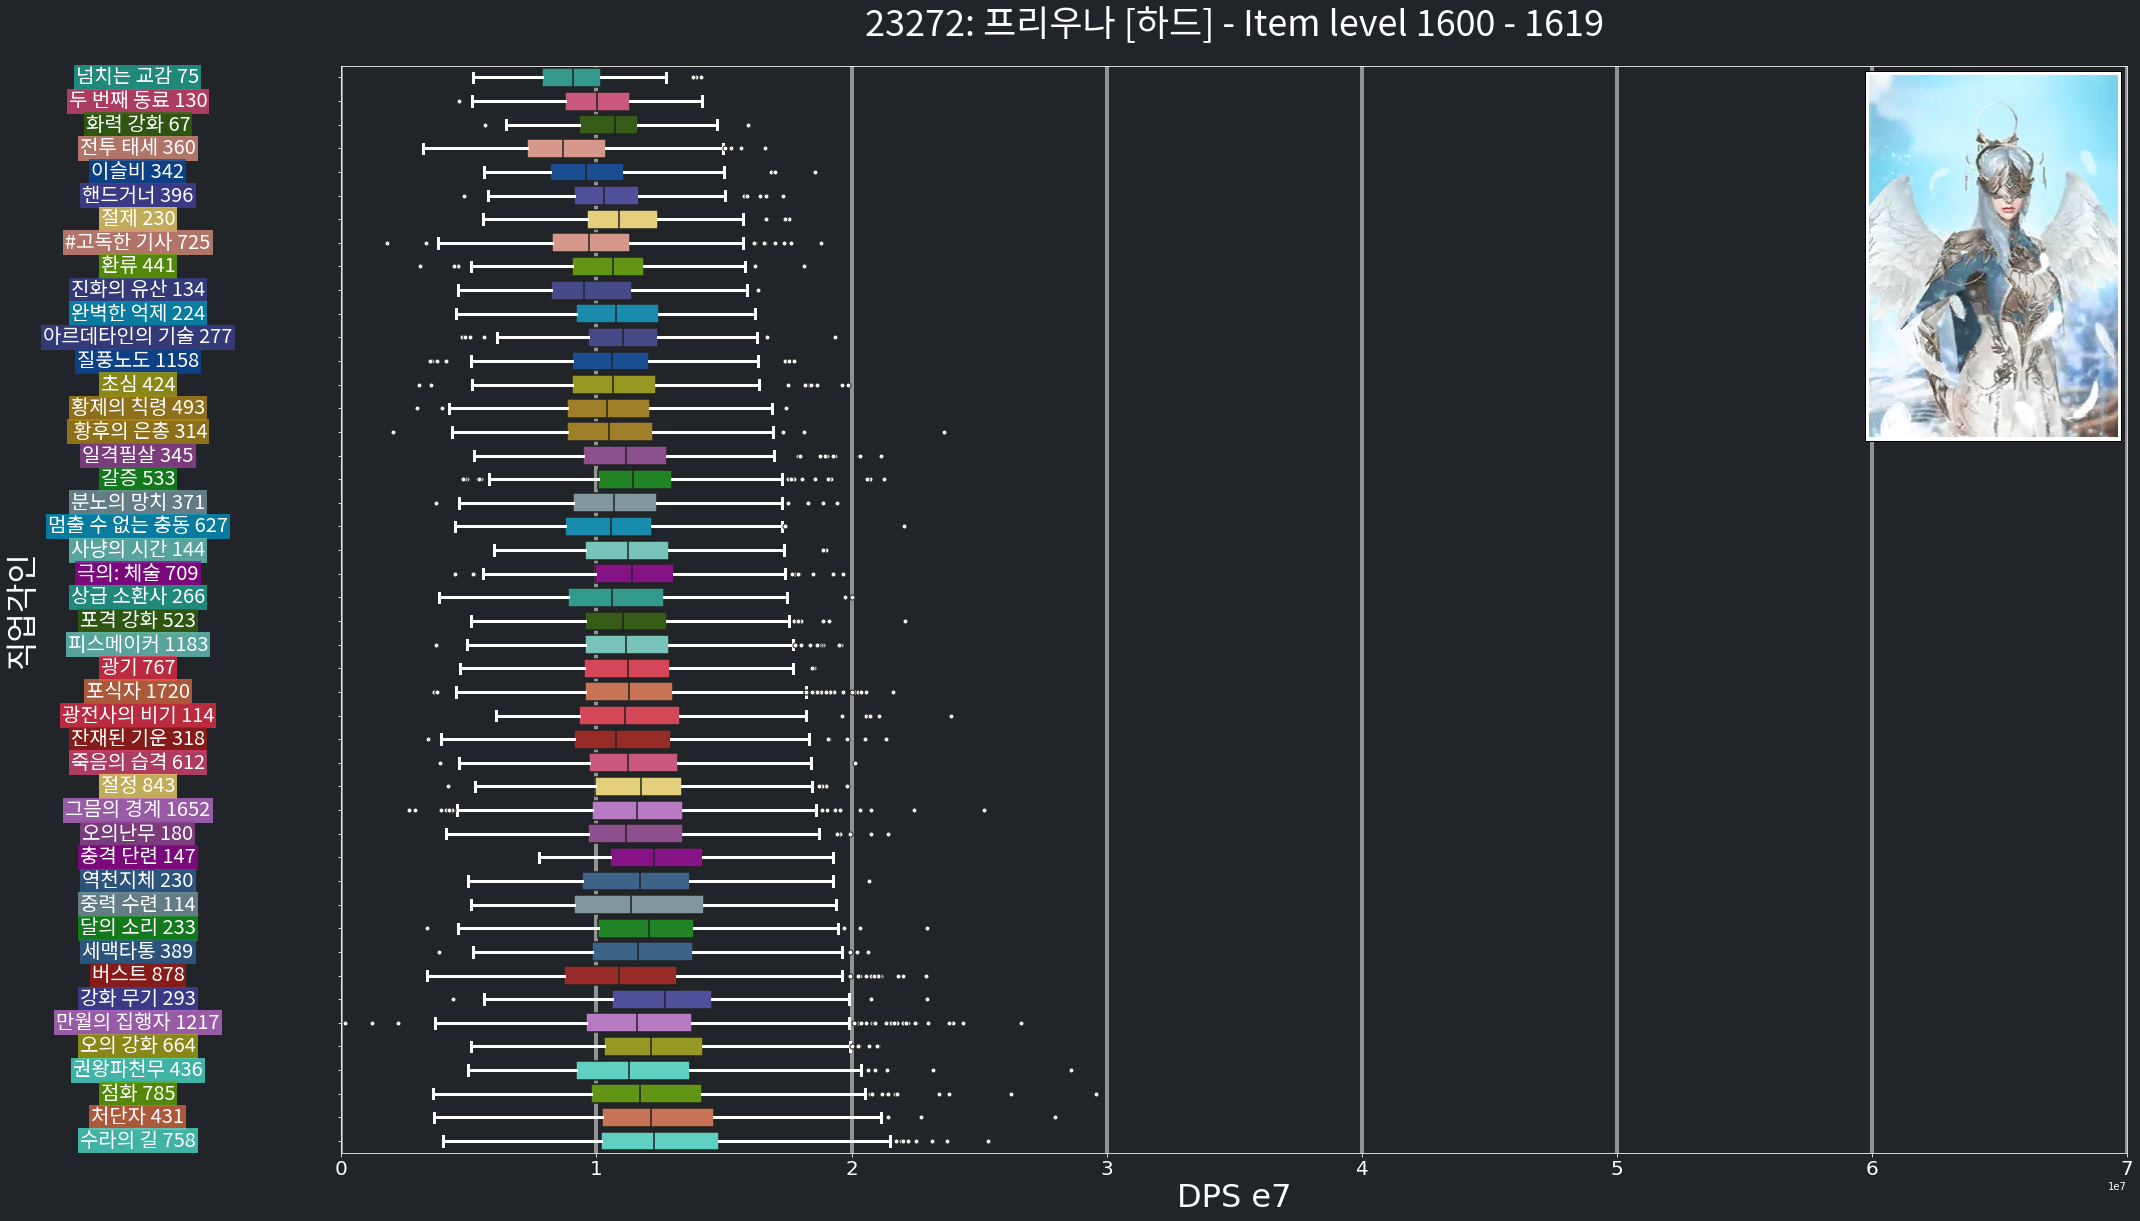 23272: 프리우나 [하드] - Item level 1600 - 1619
직업각인
넘치는 교감 75
두 번째 동료 130
화력 강화 67
전투 태세 360
이슬비 342
핸드거너 396
절제 230
#고독한 기사 725
환류 441
진화의 유산 134
완벽한 억제 224
아르데타인의 기술 277
질풍노도 1158
초심 424
황제의 칙령 493
황후의 은총 314
일격필살 345
갈증 533
분노의 망치 371
멈출 수 없는 충동 627
사냥의 시간 144
극의: 체술 709
상급 소환사 266
포격 강화 523
피스메이커 1183
광기 767
포식자 1720
광전사의 비기 114
잔재된 기운 318
죽음의 습격 612
절정 843
그믐의 경계 1652
오의난무 180
충격 단련 147
역천지체 230
중력 수련 114
달의 소리 233
세맥타통 389
버스트 878
강화 무기 293
만월의 집행자 1217
오의 강화 664
권왕파천무 436
점화 785
처단자 431
수라의 길 758
0 1 2 3 4 5 6 7
1e7
DPS e7